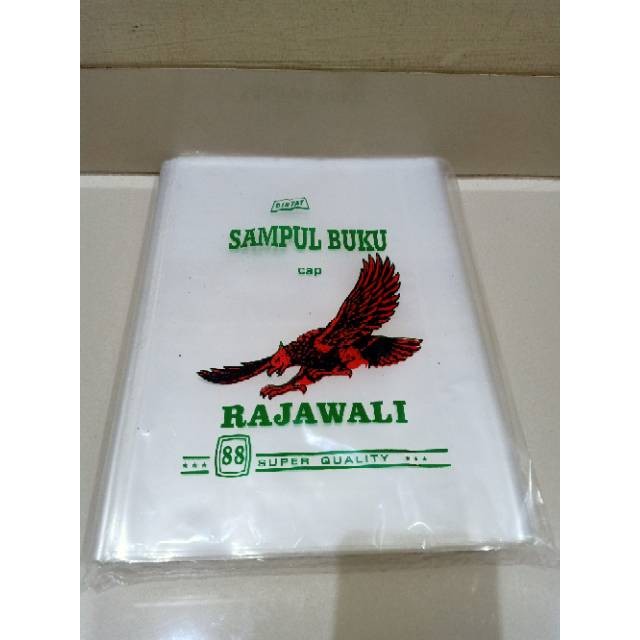 SAMPUL BUKU
cap
RAJAWALI
88 SUPER QUALITY